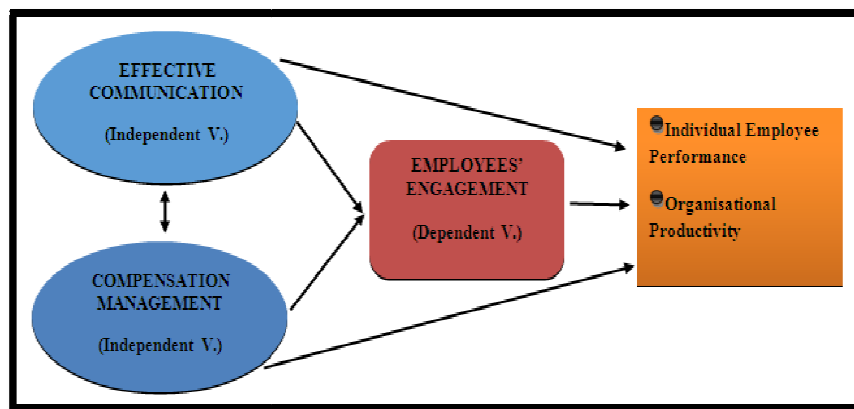 EFFECTIVE
COMMUNICATION
(Independent V.)
EMPLOYEES’
ENGAGEMENT
(Dependent V.)
COMPENSATION
MANAGEMENT
(Independent V.)
Individual Employee
Performance
Organisational
Productivity